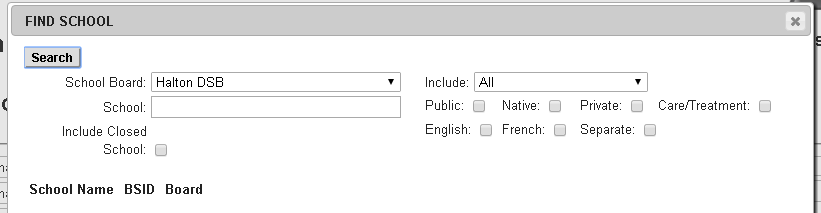 FIND SCHOOL
Search
School Board: Halton DSB Include: All
School: Public: Native: Private: Care/Treatment:
Include Closed English: French: Separate:
School:
School Name BSID Board